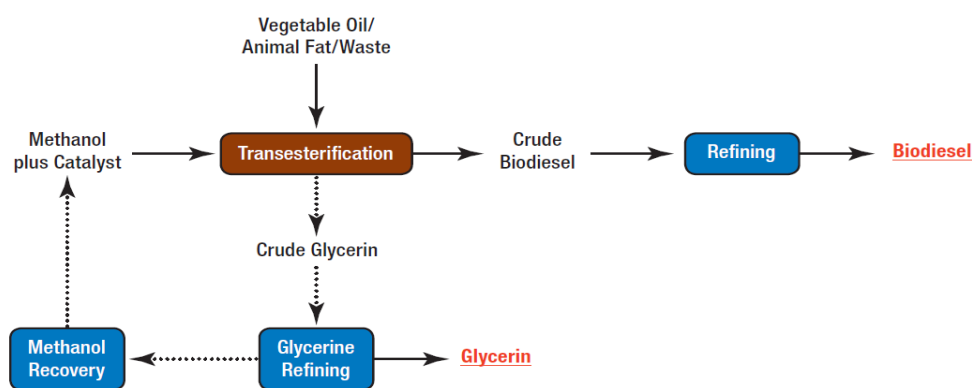 Vegetable Oil/
Animal Fat/Waste
Methanol
plus Catalyst
Transesterification
Crude
Biodiesel
Refining
Biodiesel
Crude Glycerin
Methanol
Recovery
Glycerine
Refining
Glycerin